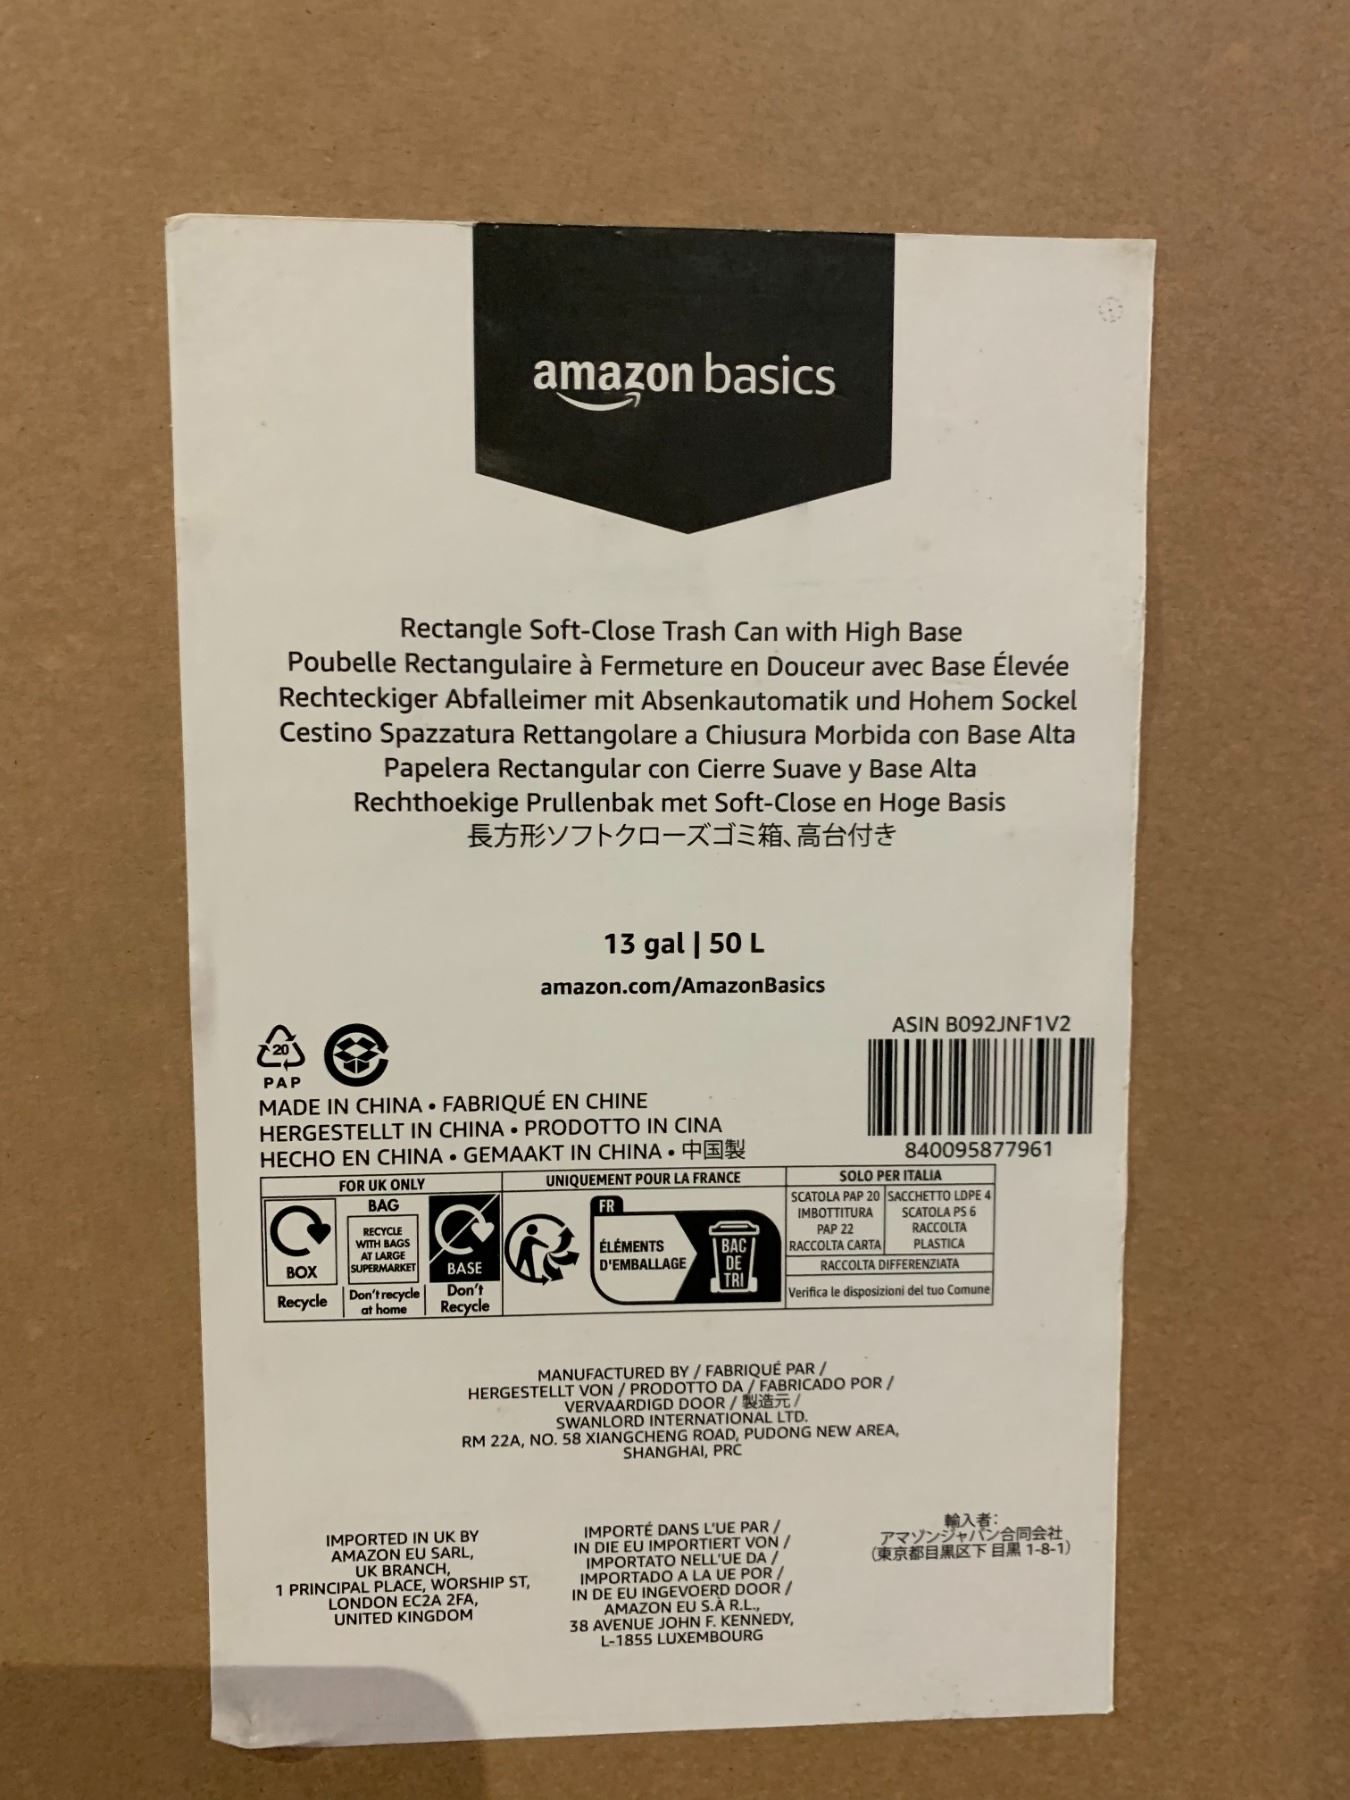 amazon basics
Rectangle Soft-Close Trash Can with High Base
Poubelle Rectangulaire à Fermeture en Douceur avec Base Élevée
Rechteckiger Abfalleimer mit Absenkautomatik und Hohem Sockel
Cestino Spazzatura Rettangolare a Chiusura Morbida con Base Alta
Papelera Rectangular con Cierre Suave y Base Alta
Rechthoekige Prullenbak met Soft-Close en Hoge Basis
長方形ソフトクローズゴミ箱、高台付き
13 gal | 50 L
amazon.com/AmazonBasics
ASIN B092JNF1V2
840095877961
20
PAP
MADE IN CHINA • FABRIQUÉ EN CHINE
HERGESTELLT IN CHINA • PRODOTTO IN CINA
HECHO EN CHINA • GEMAAKT IN CHINA • 中国製
FOR UK ONLY
BOX
Recycle
BAG
RECYCLE
WITH BAGS
AT LARGE
SUPERMARKET
Don't recycle
at home
BASE
Don't
Recycle
UNIQUEMENT POUR LA FRANCE
FR
ÉLÉMENTS
D'EMBALLAGE
BAC
DE
TRI
SOLO PER ITALIA
SCATOLA PAP 20
IMBOTTITURA
PAP 22
RACCOLTA CARTA
SACCHETTO LDPE 4
SCATOLA PS 6
RACCOLTA
PLASTICA
RACCOLTA DIFFERENZIATA
Verifica le disposizioni del tuo Comune
MANUFACTURED BY / FABRIQUÉ PAR /
HERGESTELLT VON / PRODOTTO DA / FABRICADO POR /
VERVAARDIGD DOOR / 製造元 /
SWANLORD INTERNATIONAL LTD.
RM 22A, NO. 58 XIANGCHENG ROAD, PUDONG NEW AREA,
SHANGHAI, PRC
IMPORTED IN UK BY
AMAZON EU SARL,
UK BRANCH,
1 PRINCIPAL PLACE, WORSHIP ST,
LONDON EC2A 2FA,
UNITED KINGDOM
IMPORTÉ DANS L'UE PAR /
IN DIE EU IMPORTIERT VON /
IMPORTATO NELL'UE DA /
IMPORTADO A LA UE POR /
IN DE EU INGEVOERD DOOR /
AMAZON EU S.À R.L.,
38 AVENUE JOHN F. KENNEDY,
L-1855 LUXEMBOURG
輸入者：
アマゾンジャパン合同会社
（東京都目黒区下 目黒 1-8-1）